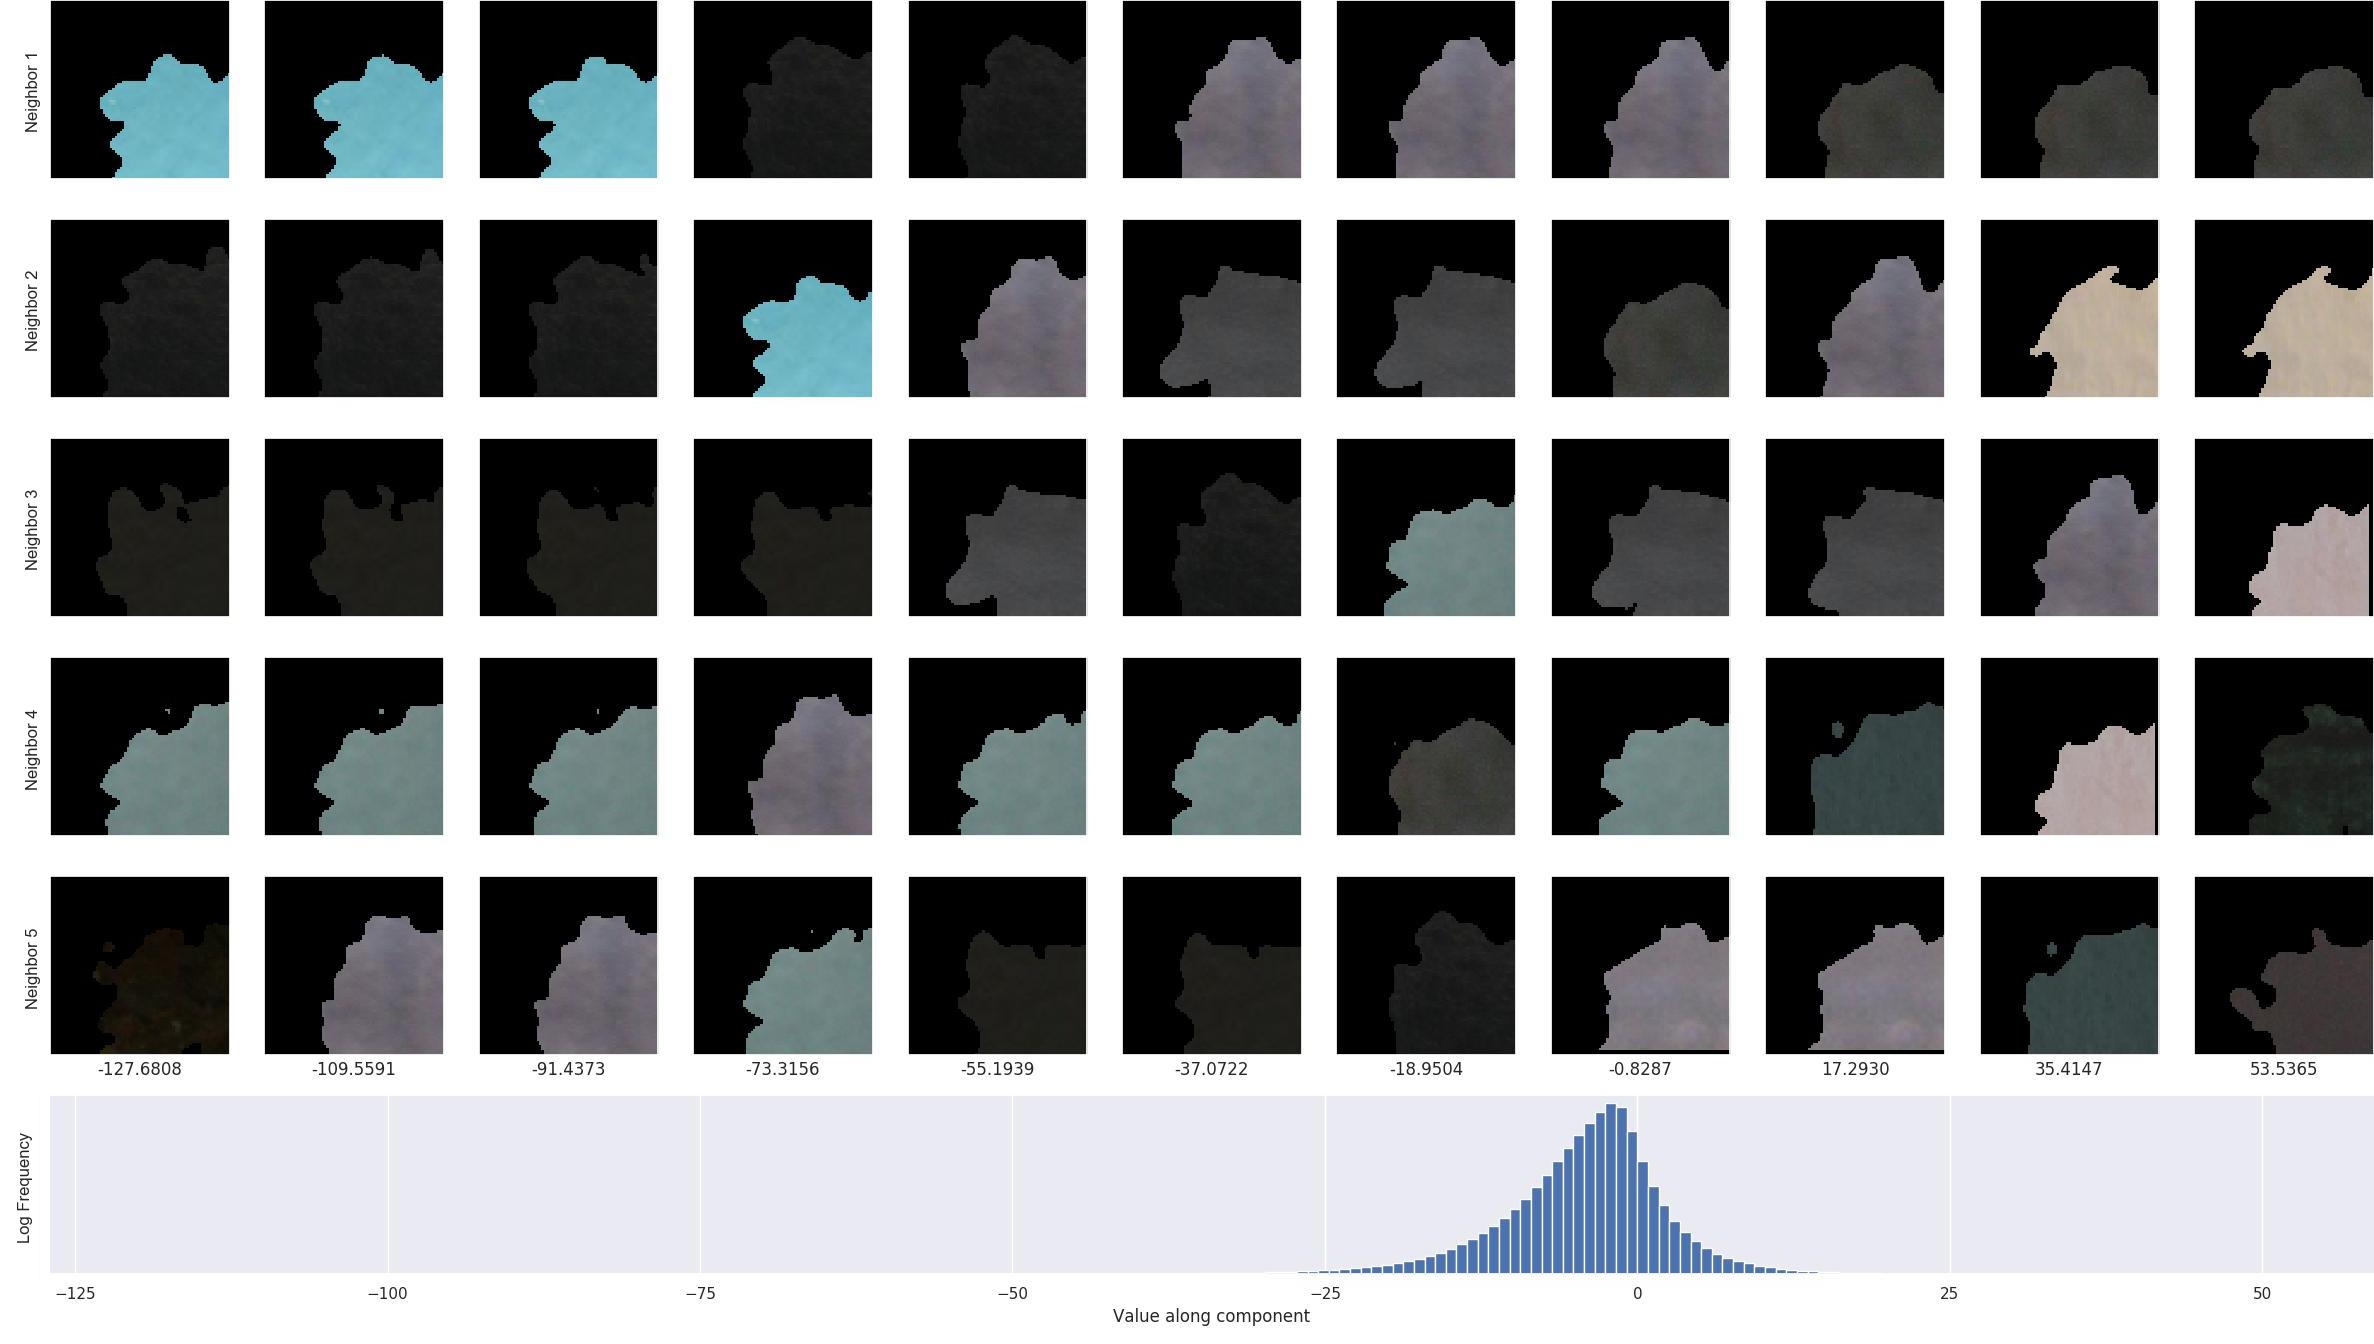 Neighbor 1
Neighbor 2
Neighbor 3
Neighbor 4
Neighbor 5
-127.6808 -109.5591 -91.4373 -73.3156 -55.1939 -37.0722 -18.9504 -0.8287 17.2930 35.4147 53.5365
Log Frequency
−125 −100 −75 −50 −25 0 25 50
Value along component